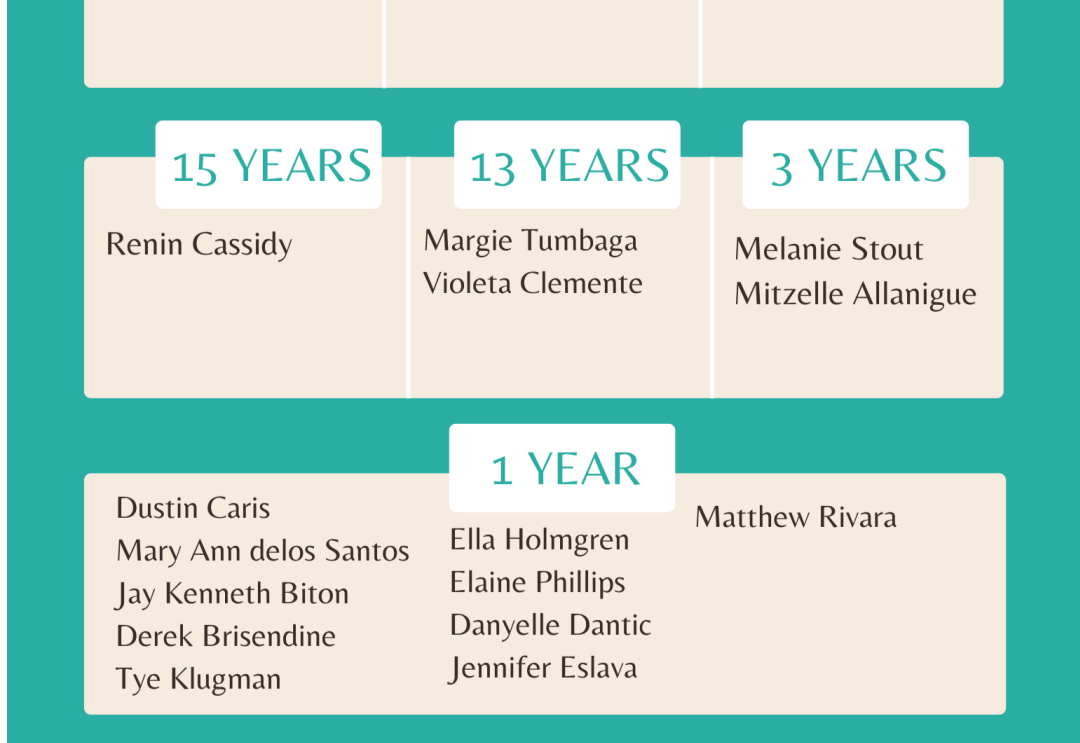 15 YEARS
Renin Cassidy
13 YEARS
Margie Tumbaga
Violeta Clemente
3 YEARS
Melanie Stout
Mitzelle Allanigue
1 YEAR
Dustin Caris
Mary Ann delos Santos
Jay Kenneth Biton
Derek Brisendine
Tye Klugman
Ella Holmgren
Elaine Phillips
Danyelle Dantic
Jennifer Eslava
Matthew Rivara